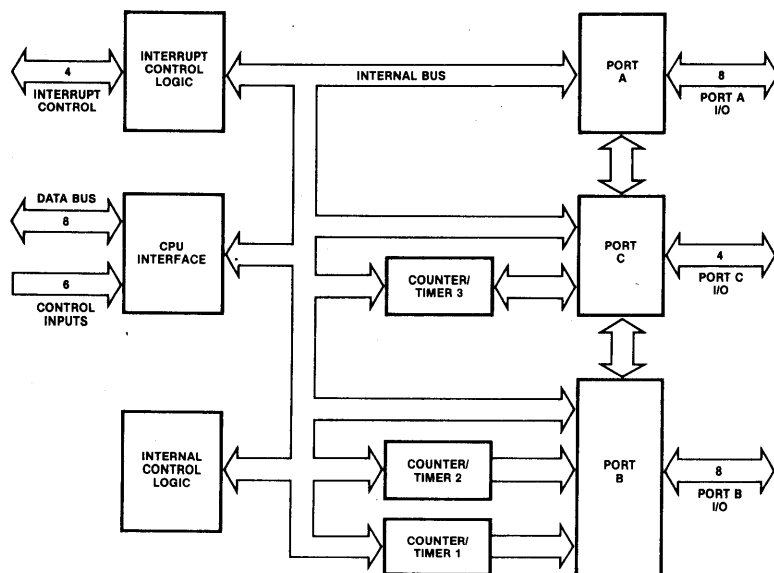 INTERRUPT
CONTROL
LOGIC
4
INTERRUPT
CONTROL
INTERNAL BUS
PORT
A
8
PORT A
I/O
DATA BUS
8
6
CONTROL
INPUTS
CPU
INTERFACE
PORT
C
4
PORT C
I/O
COUNTER/
TIMER 3
INTERNAL
CONTROL
LOGIC
COUNTER/
TIMER 2
COUNTER/
TIMER 1
PORT
B
8
PORT B
I/O